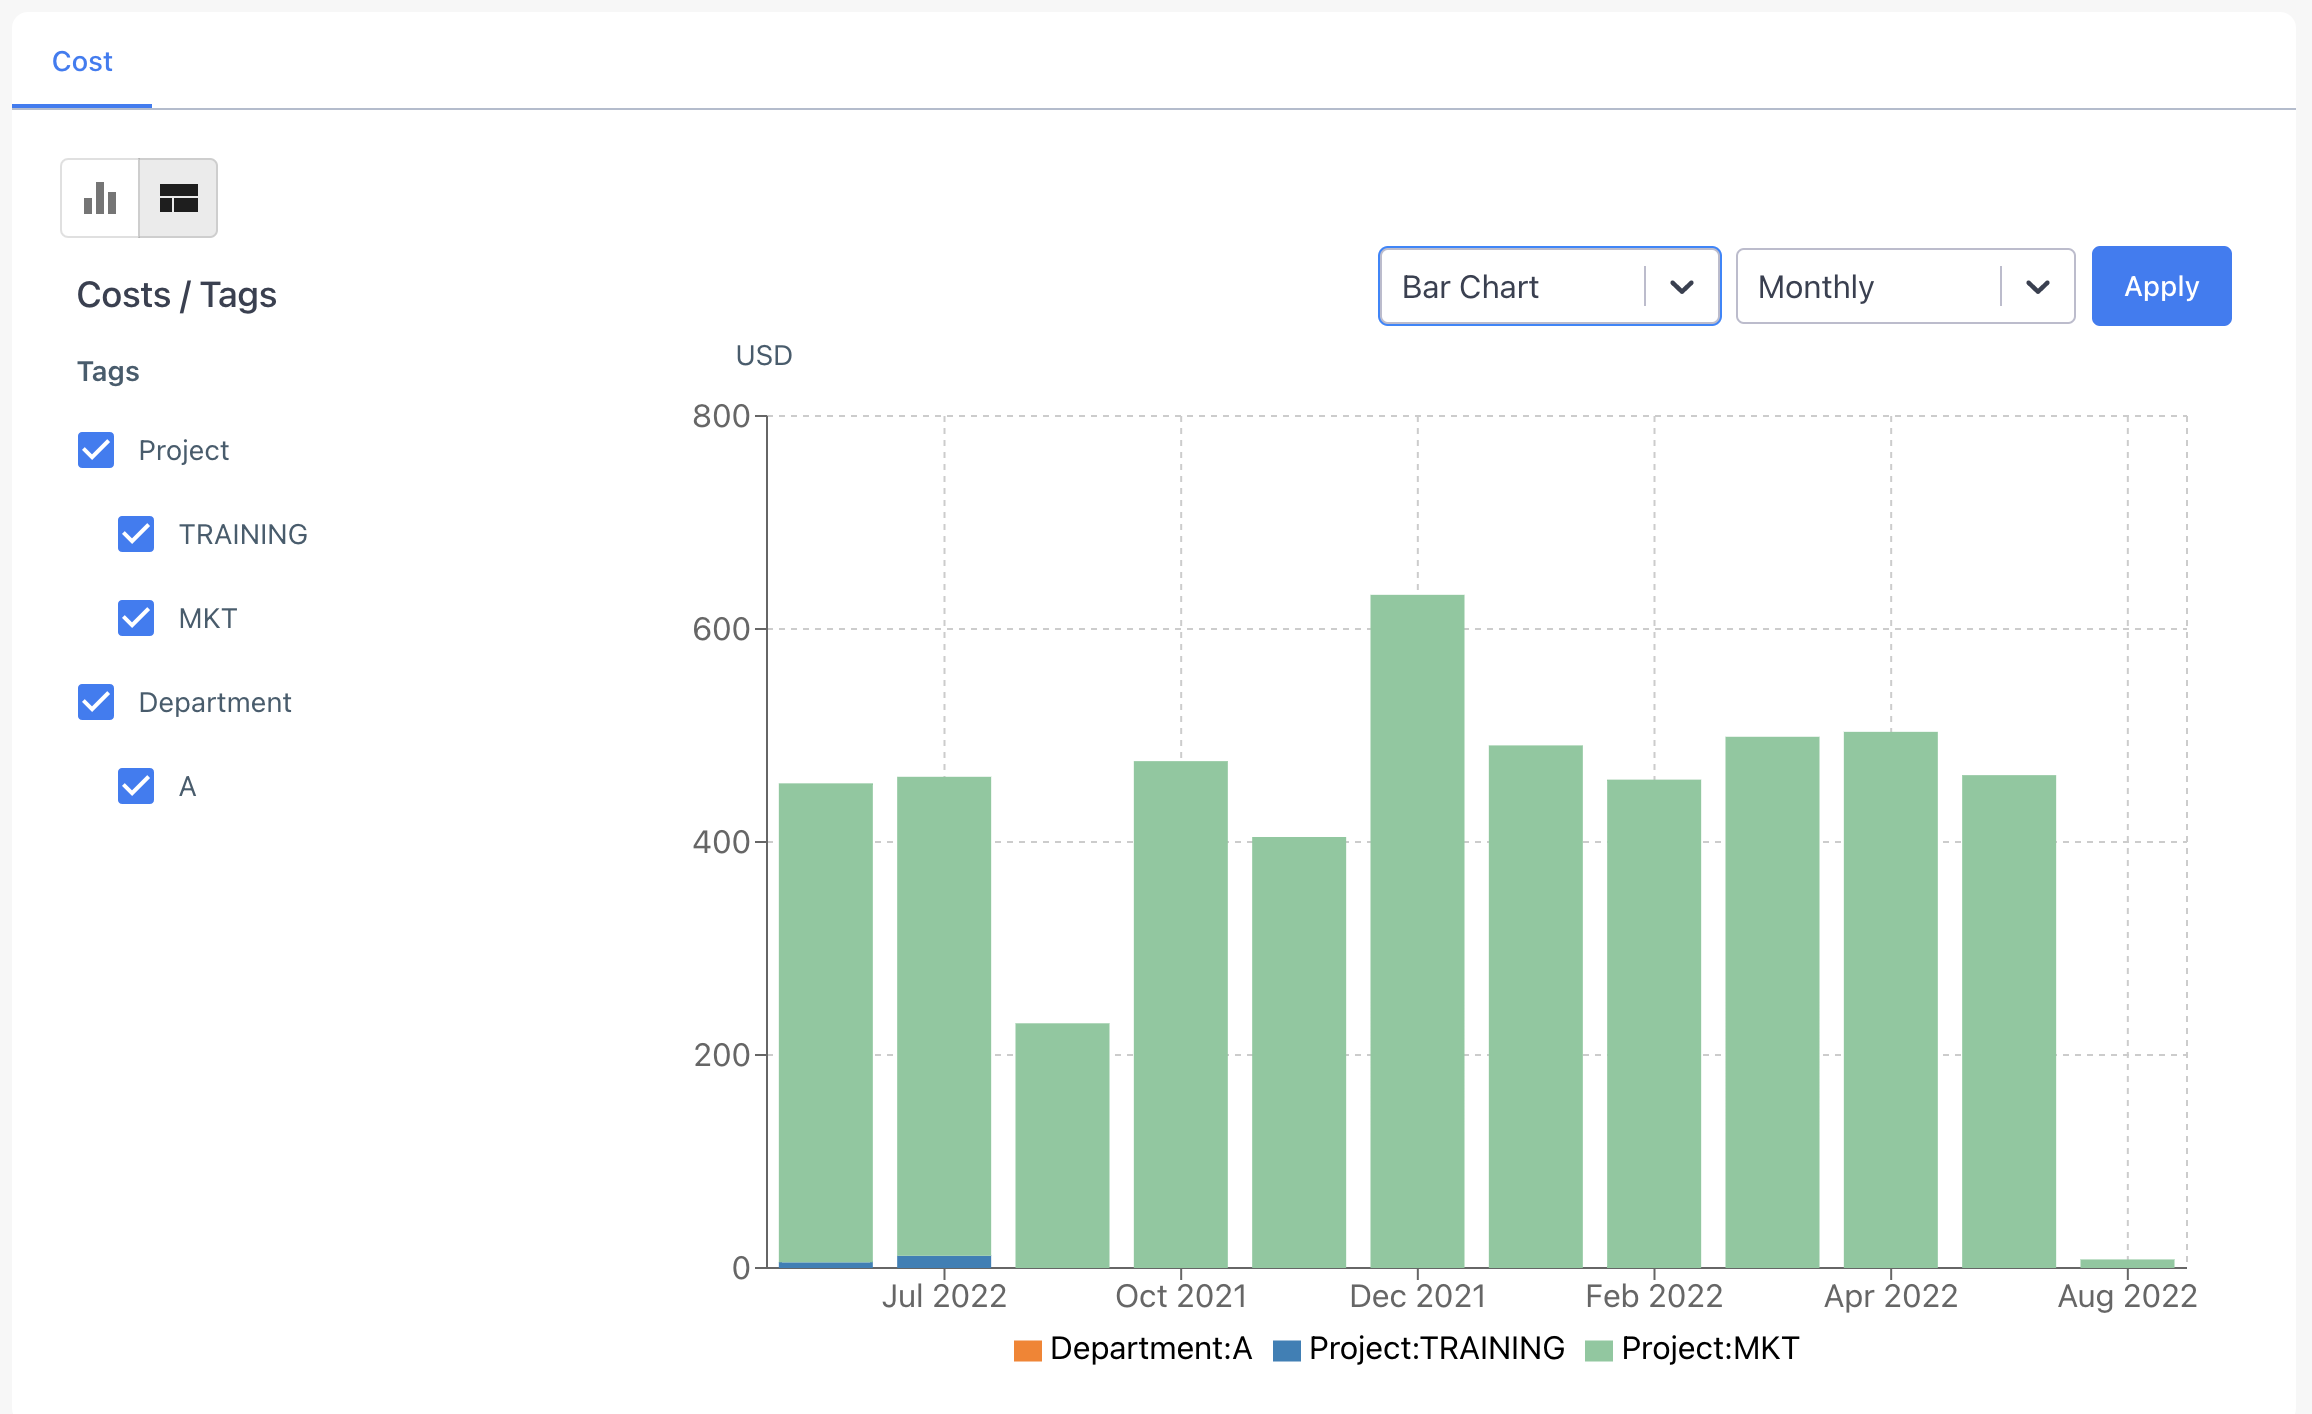 Cost
Costs / Tags
Bar Chart
Monthly
Apply
Tags
Project
TRAINING
MKT
Department
A
USD
800
600
400
200
0
Jul 2022 Oct 2021 Dec 2021 Feb 2022 Apr 2022 Aug 2022
Department:A Project:TRAINING Project:MKT